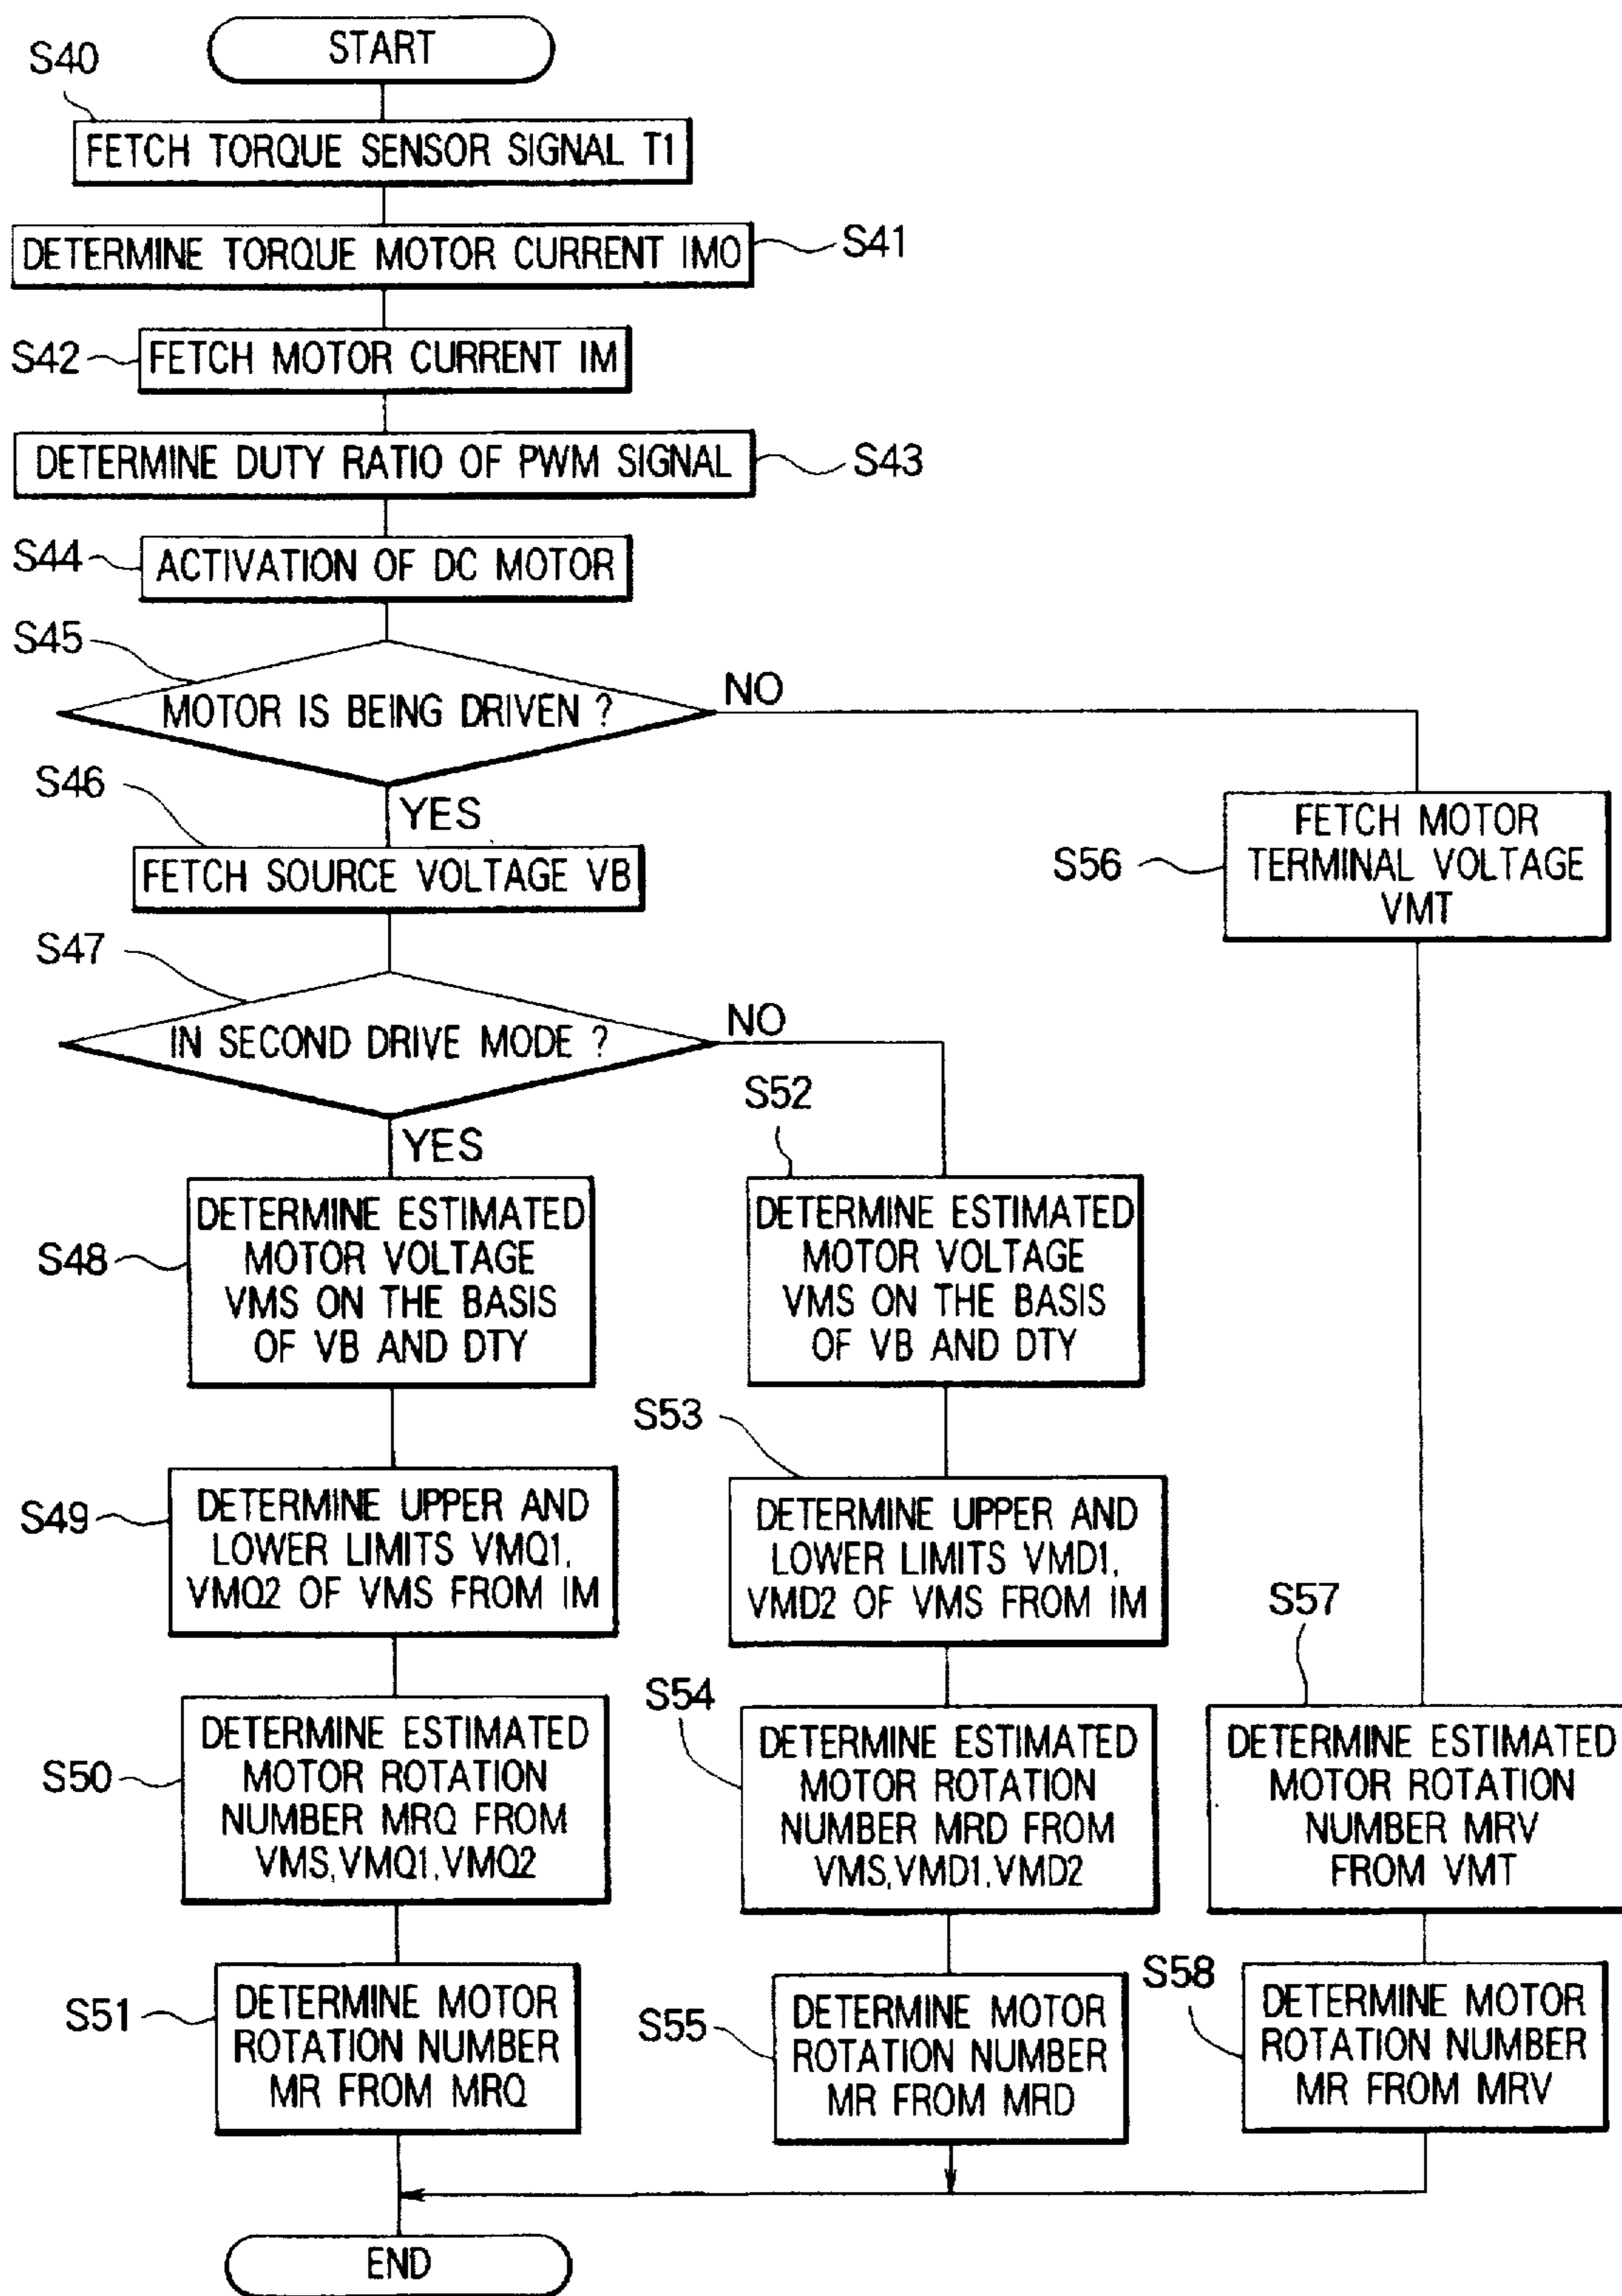 START
S40
FETCH TORQUE SENSOR SIGNAL T1
DETERMINE TORQUE MOTOR CURRENT IMO
S41
S42
FETCH MOTOR CURRENT IM
DETERMINE DUTY RATIO OF PWM SIGNAL
S43
S44
ACTIVATION OF DC MOTOR
S45
MOTOR IS BEING DRIVEN ?
NO
YES
S46
FETCH SOURCE VOLTAGE VB
S47
IN SECOND DRIVE MODE ?
NO
YES
S48
DETERMINE ESTIMATED
MOTOR VOLTAGE
VMS ON THE BASIS
OF VB AND DTY
S49
DETERMINE UPPER AND
LOWER LIMITS VMQ1,
VMQ2 OF VMS FROM IM
S50
DETERMINE ESTIMATED
MOTOR ROTATION
NUMBER MRQ FROM
VMS,VMQ1,VMQ2
S51
DETERMINE MOTOR
ROTATION NUMBER
MR FROM MRQ
S52
DETERMINE ESTIMATED
MOTOR VOLTAGE
VMS ON THE BASIS
OF VB AND DTY
S53
DETERMINE UPPER AND
LOWER LIMITS VMD1,
VMD2 OF VMS FROM IM
S54
DETERMINE ESTIMATED
MOTOR ROTATION
NUMBER MRD FROM
VMS,VMD1,VMD2
S55
DETERMINE MOTOR
ROTATION NUMBER
MR FROM MRD
S56
FETCH MOTOR
TERMINAL VOLTAGE
VMT
S57
DETERMINE ESTIMATED
MOTOR ROTATION
NUMBER MRV
FROM VMT
S58
DETERMINE MOTOR
ROTATION NUMBER
MR FROM MRV
END